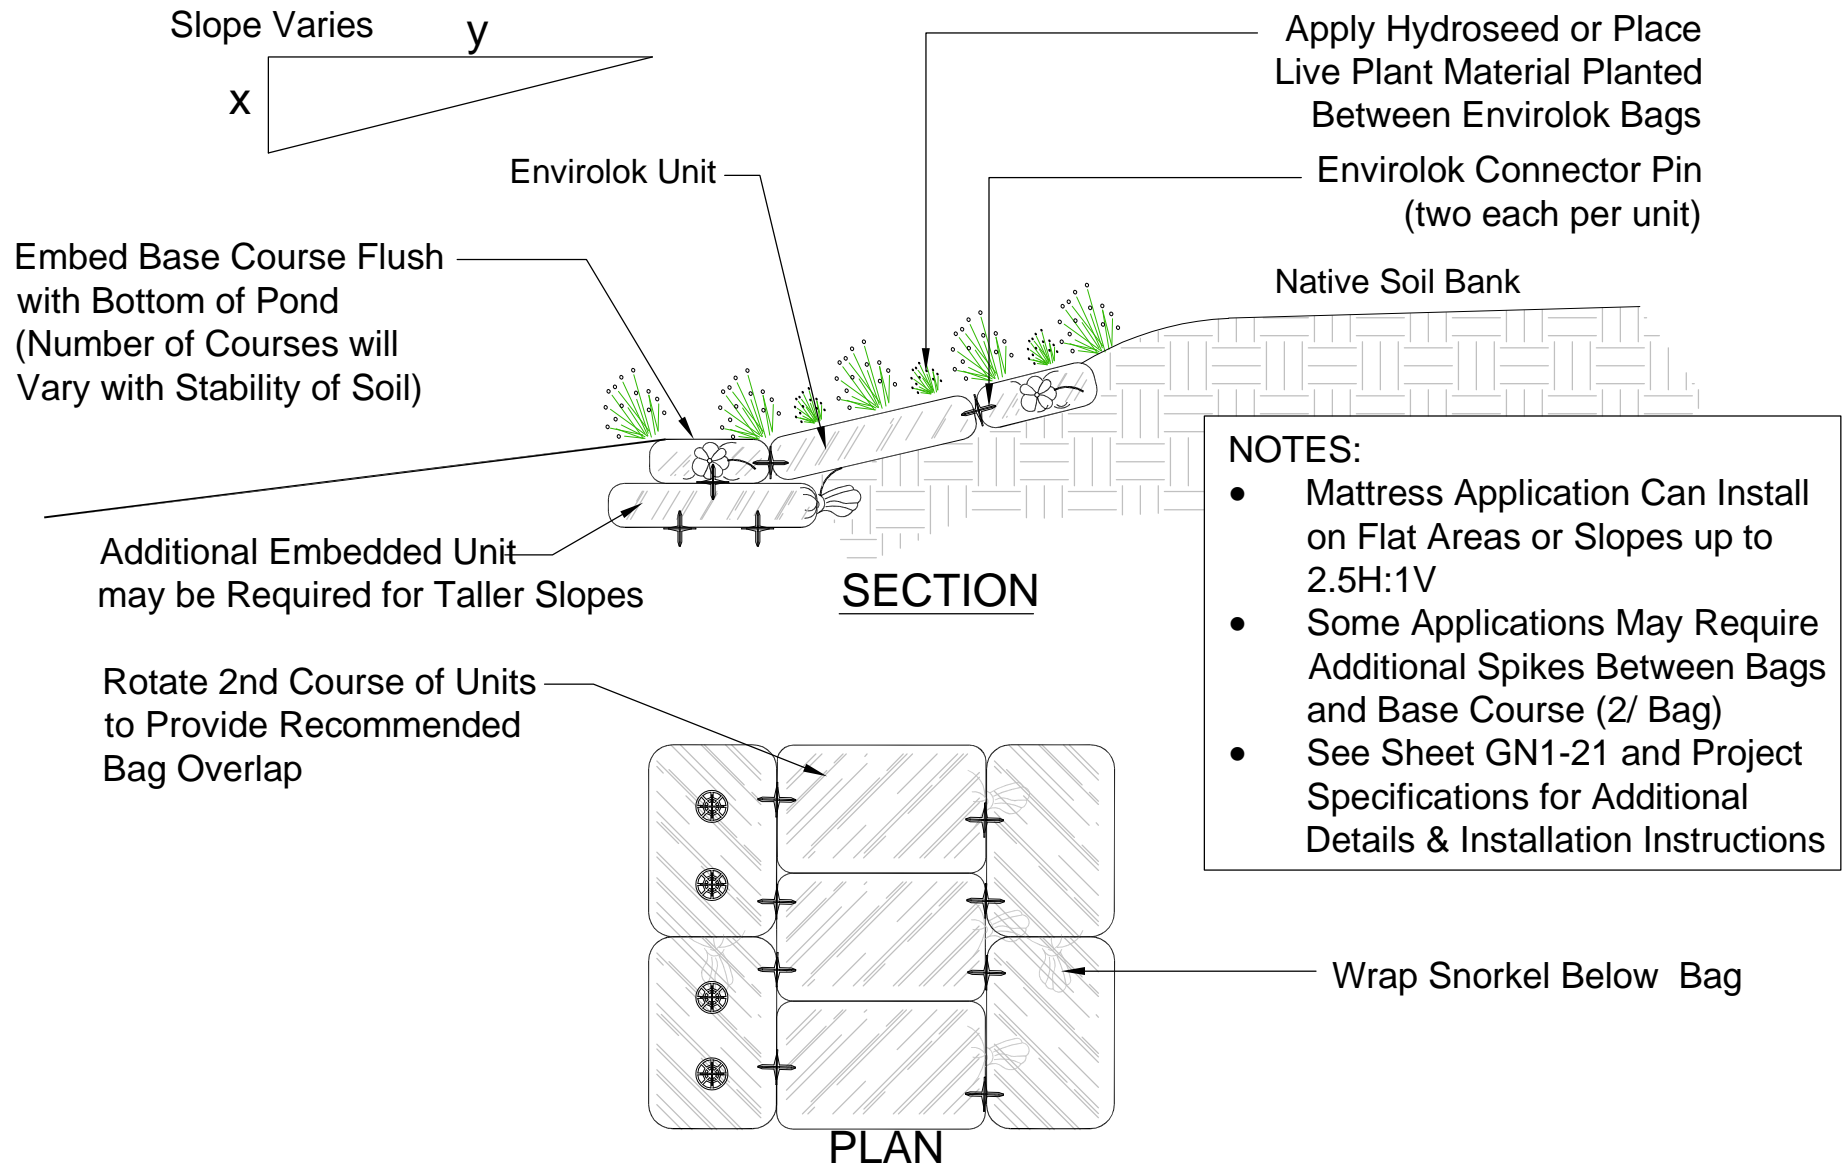 Slope Varies
y
x
Apply Hydroseed or Place
Live Plant Material Planted
Between Envirolok Bags
Envirolok Unit
Envirolok Connector Pin
(two each per unit)
Embed Base Course Flush
with Bottom of Pond
(Number of Courses will
Vary with Stability of Soil)
Native Soil Bank
NOTES:
• Mattress Application Can Install
on Flat Areas or Slopes up to
2.5H:1V
• Some Applications May Require
Additional Spikes Between Bags
and Base Course (2/ Bag)
• See Sheet GN1-21 and Project
Specifications for Additional
Details & Installation Instructions
Additional Embedded Unit
may be Required for Taller Slopes
SECTION
Rotate 2nd Course of Units
to Provide Recommended
Bag Overlap
Wrap Snorkel Below Bag
PLAN